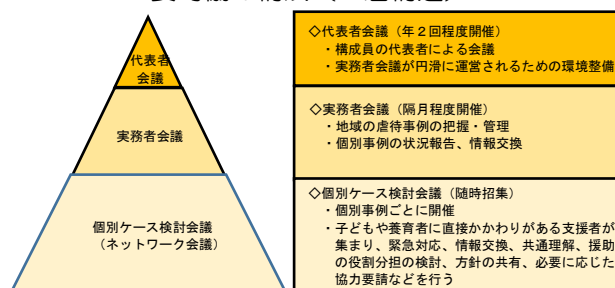 代表者
会議
実務者会議
個別ケース検討会議
（ネットワーク会議）
◇代表者会議（年２回程度開催）
・構成員の代表者による会議
・実務者会議が円滑に運営されるための環境整備
◇実務者会議（隔月程度開催）
・地域の虐待事例の把握・管理
・個別事例の状況報告、情報交換
◇個別ケース検討会議（随時招集）
・個別事例ごとに開催
・子どもや養育者に直接かかわりがある支援者が
集まり、緊急対応、情報交換、共通理解、援助
の役割分担の検討、方針の共有、必要に応じた
協力要請などを行う